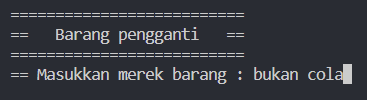 ==========================
==   Barang pengganti   ==
==========================
== Masukkan merek barang : bukan cola